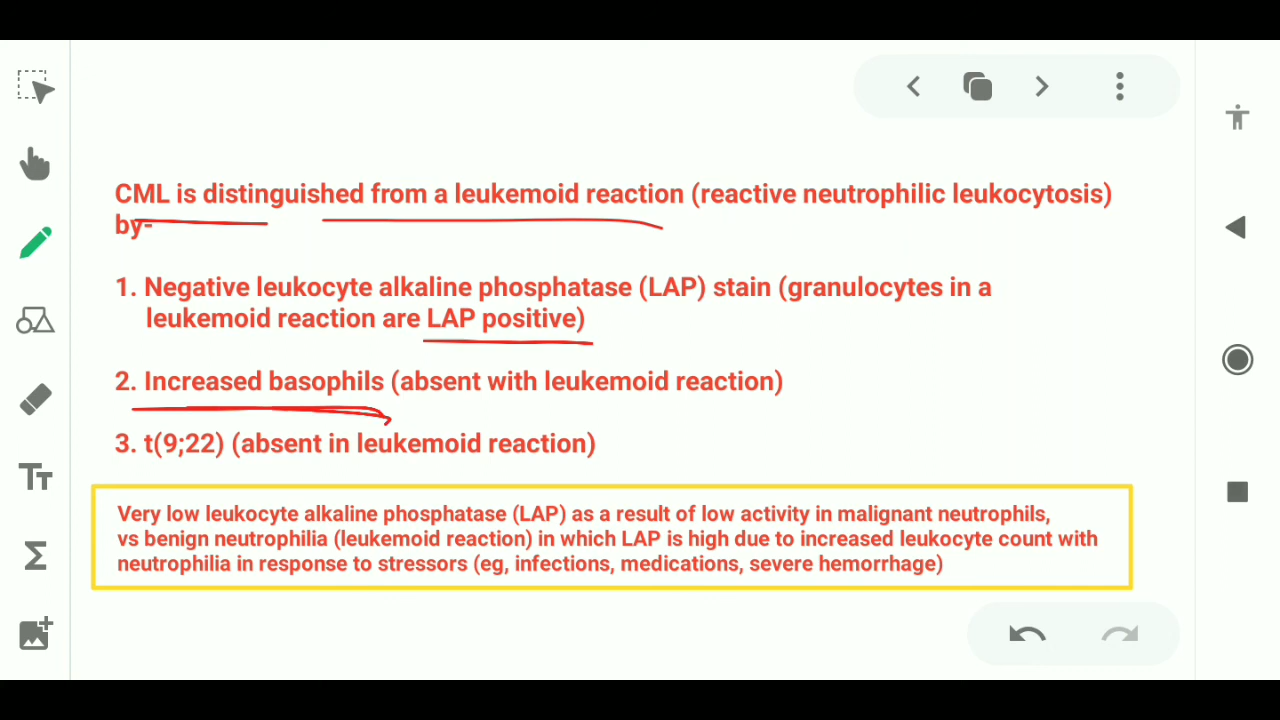 CML is distinguished from a leukemoid reaction (reactive neutrophilic leukocytosis)
by-
1. Negative leukocyte alkaline phosphatase (LAP) stain (granulocytes in a
leukemoid reaction are LAP positive)
2. Increased basophils (absent with leukemoid reaction)
3. t(9;22) (absent in leukemoid reaction)
Very low leukocyte alkaline phosphatase (LAP) as a result of low activity in malignant neutrophils,
vs benign neutrophilia (leukemoid reaction) in which LAP is high due to increased leukocyte count with
neutrophilia in response to stressors (eg, infections, medications, severe hemorrhage)